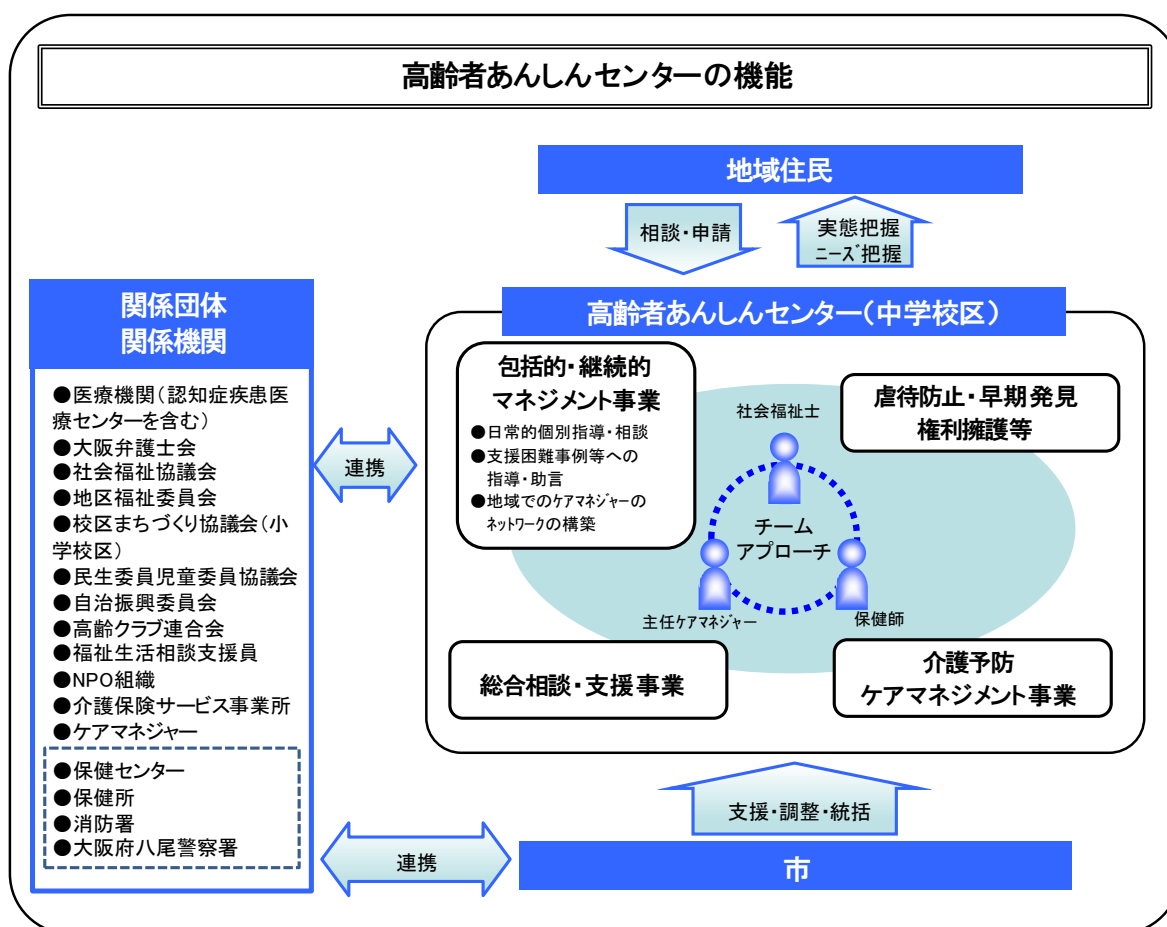 高齢者あんしんセンターの機能
地域住民
相談・申請
実態把握
ニーズ把握
関係団体
関係機関
●医療機関（認知症疾患医
療センターを含む）
●大阪弁護士会
●社会福祉協議会
●地区福祉委員会
●校区まちづくり協議会（小
学校区）
●民生委員児童委員協議会
●自治振興委員会
●高齢クラブ連合会
●福祉生活相談支援員
●NPO組織
●介護保険サービス事業所
●ケアマネジャー
●保健センター
●保健所
●消防署
●大阪府八尾警察署
連携
高齢者あんしんセンター（中学校区）
包括的・継続的
マネジメント事業
●日常的個別指導・相談
●支援困難事例等への
指導・助言
●地域でのケアマネジャーの
ネットワークの構築
社会福祉士
虐待防止・早期発見
権利擁護等
チーム
アプローチ
主任ケアマネジャー
保健師
総合相談・支援事業
介護予防
ケアマネジメント事業
支援・調整・統括
連携
市